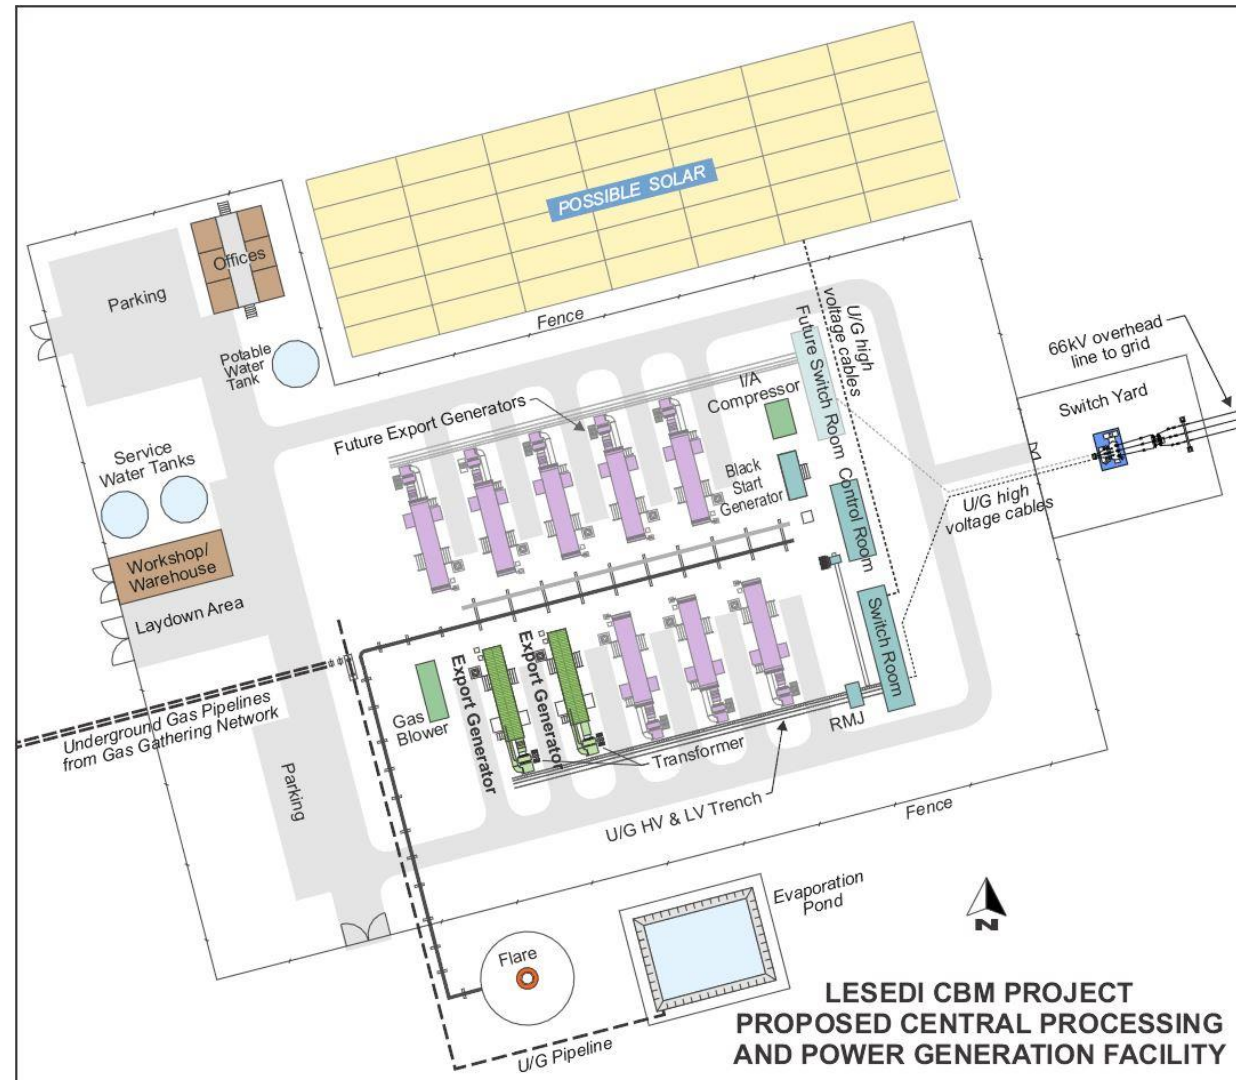 POSSIBLE SOLAR
Offices
Parking
Fence
Potable
Water
Tank
U/G high
voltage cables
Future Switch Room
66kV overhead
line to grid
Switch Yard
I/A
Compressor
Future Export Generators
Service
Water Tanks
Black
Start
Generator
Control Room
U/G high
voltage cables
Workshop/
Warehouse
Laydown Area
Switch Room
Export Generator
Export Generator
Underground Gas Pipelines
from Gas Gathering Network
Gas
Blower
RMJ
Transformer
Parking
U/G HV & LV Trench
Fence
Evaporation
Pond
N
Flare
U/G Pipeline
LESEDI CBM PROJECT
PROPOSED CENTRAL PROCESSING
AND POWER GENERATION FACILITY